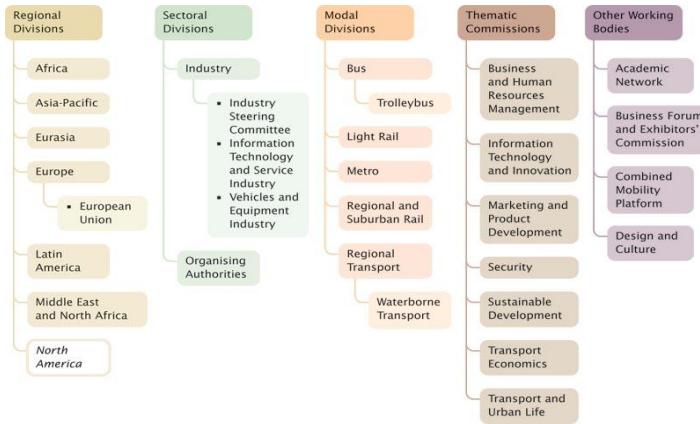 Regional
Divisions
Africa
Asia-Pacific
Eurasia
Europe
▪ European
Union
Latin
America
Middle East
and North Africa
North
America
Sectoral
Divisions
Industry
▪ Industry
Steering
Committee
▪ Information
Technology
and Service
Industry
▪ Vehicles and
Equipment
Industry
Organising
Authorities
Modal
Divisions
Bus
Trolleybus
Light Rail
Metro
Regional and
Suburban Rail
Regional
Transport
Waterborne
Transport
Thematic
Commissions
Business
and Human
Resources
Management
Information
Technology
and Innovation
Marketing and
Product
Development
Security
Sustainable
Development
Transport
Economics
Transport and
Urban Life
Other Working
Bodies
Academic
Network
Business Forum
and Exhibitors'
Commission
Combined
Mobility
Platform
Design and
Culture